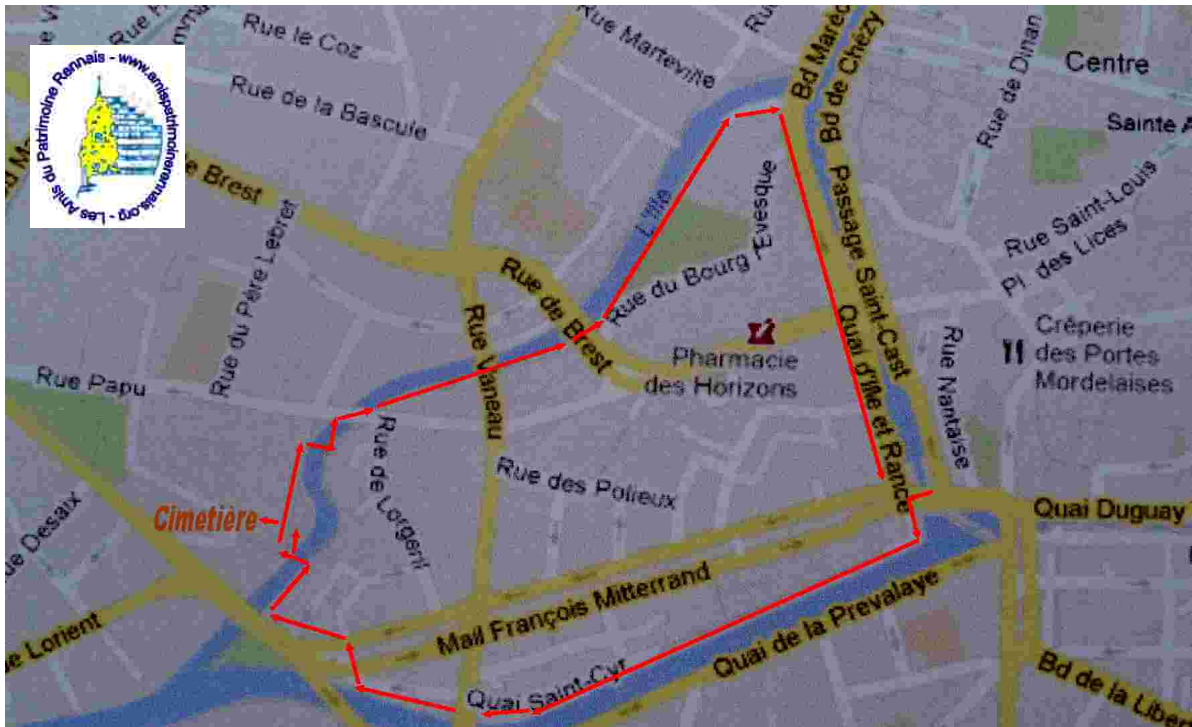 Rue le Coz
Rue Marteville
Bd de Chézy
Rue de Dinan
Centre
Les Amis du Patrimoine Rennais - www.amispatrimoinerennais.org -
Rue de la Bascule
Sainte A
Brest
L'Ille
Evesque
Passage Saint-Cast
Rue Saint-Louis
Pl. des Lices
Rue du Père Lebret
Rue du Bourg l'
Rue de Brest
Quai d'Ille et Rance
Rue Vaneau
Pharmacie
des Horizons
Crêperie
des Portes
Mordelaises
Rue Nantaise
Rue Papu
Rue de Lorgeril
Rue des Polieux
Cimetière
Rue Desaix
Quai Duguay
Mail François Mitterrand
Quai de la Prevalaye
Lorient
Quai Saint-Cyr
Bd de la Liber